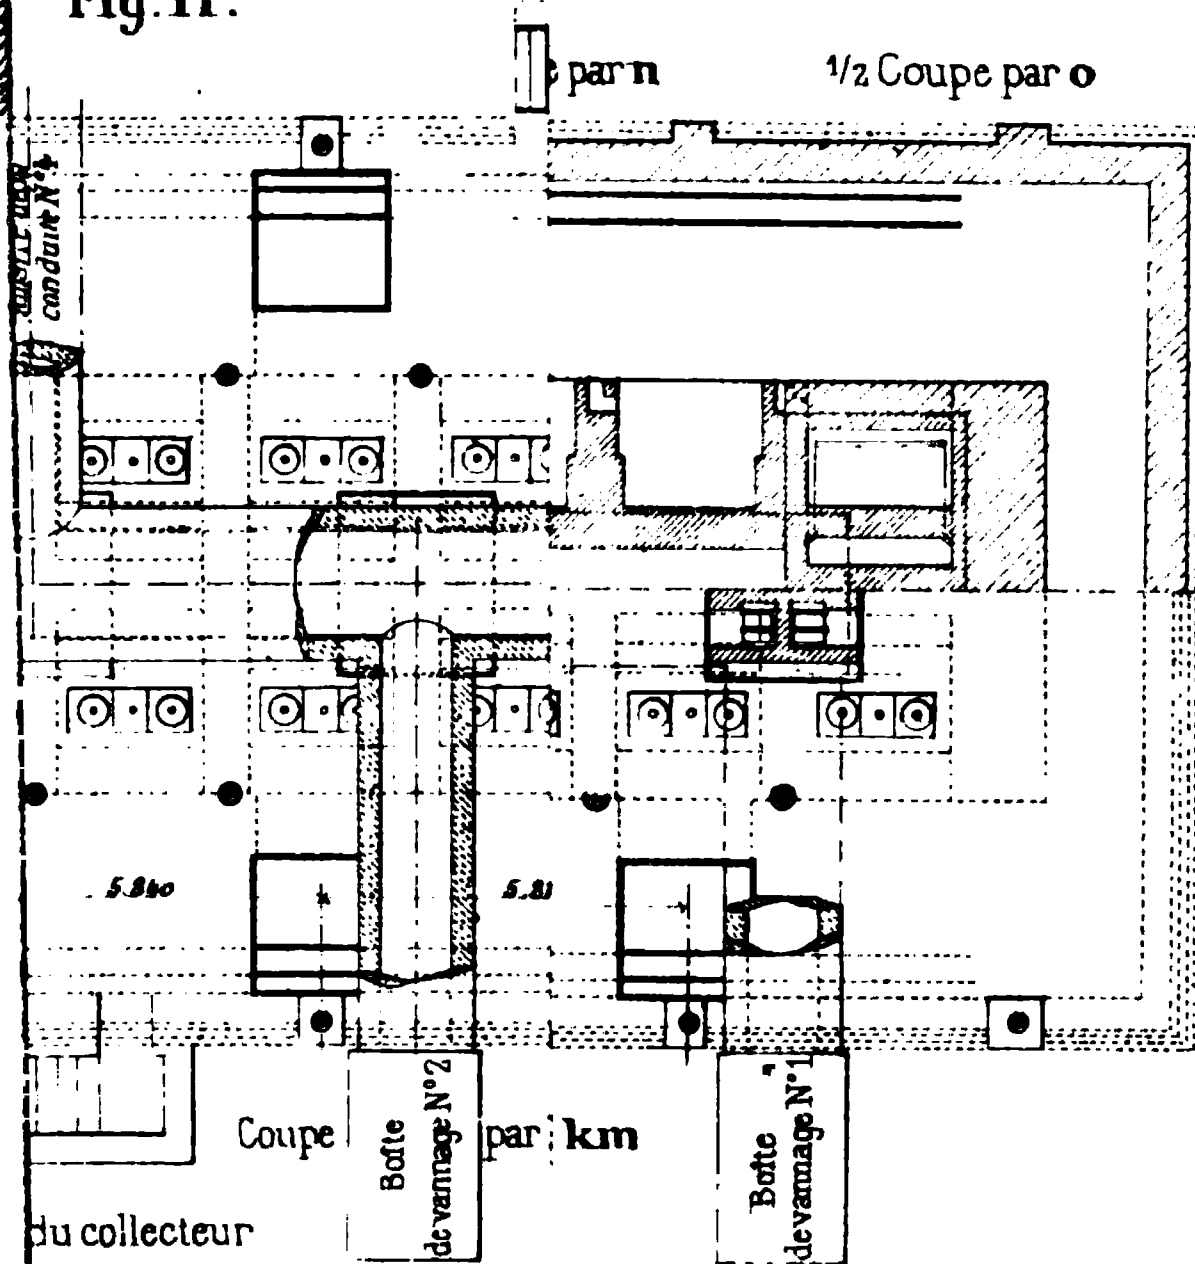 Fig. 11.
par n
1/2 Coupe par o
conduite N°4
5.840
5.81
Coupe par km
Boîte
de vannage N°2
Boîte
de vannage N°1
du collecteur